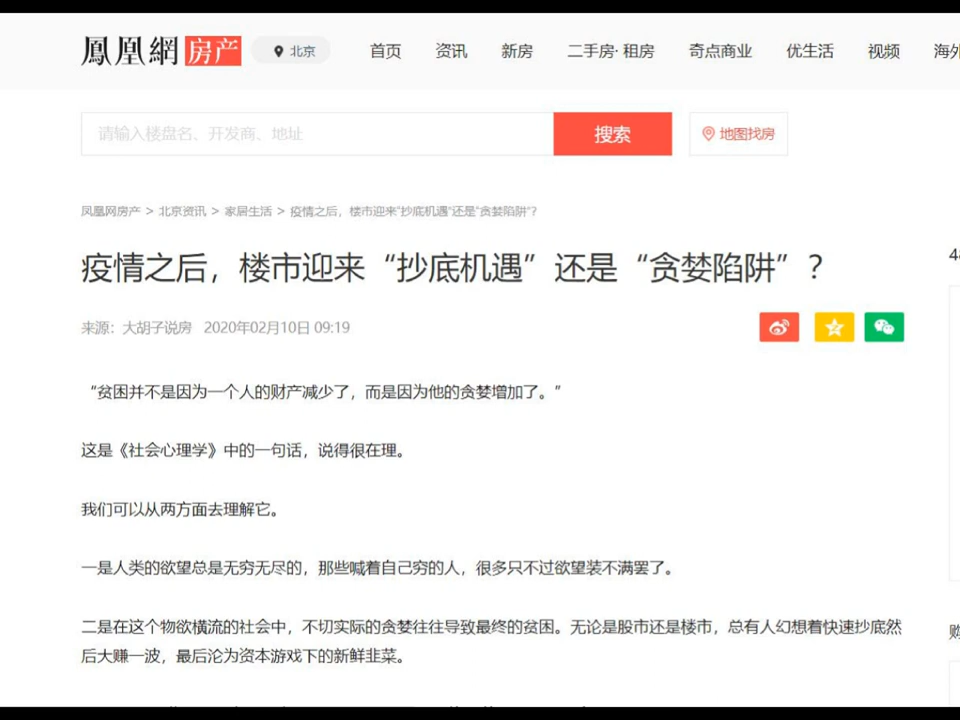 鳳凰網房产
北京
首页 资讯 新房 二手房·租房 奇点商业 优生活 视频 海外
请输入楼盘名、开发商、地址
搜索
地图找房
凤凰网房产 > 北京资讯 > 家居生活 > 疫情之后，楼市迎来“抄底机遇”还是“贪婪陷阱”？
疫情之后，楼市迎来“抄底机遇”还是“贪婪陷阱”？
来源：大胡子说房 2020年02月10日 09:19
“贫困并不是因为一个人的财产减少了，而是因为他的贪婪增加了。”
这是《社会心理学》中的一句话，说得很在理。
我们可以从两方面去理解它。
一是人类的欲望总是无穷无尽的，那些喊着自己穷的人，很多只不过欲望装不满罢了。
二是在这个物欲横流的社会中，不切实际的贪婪往往导致最终的贫困。无论是股市还是楼市，总有人幻想着快速抄底然
后大赚一波，最后沦为资本游戏下的新鲜韭菜。